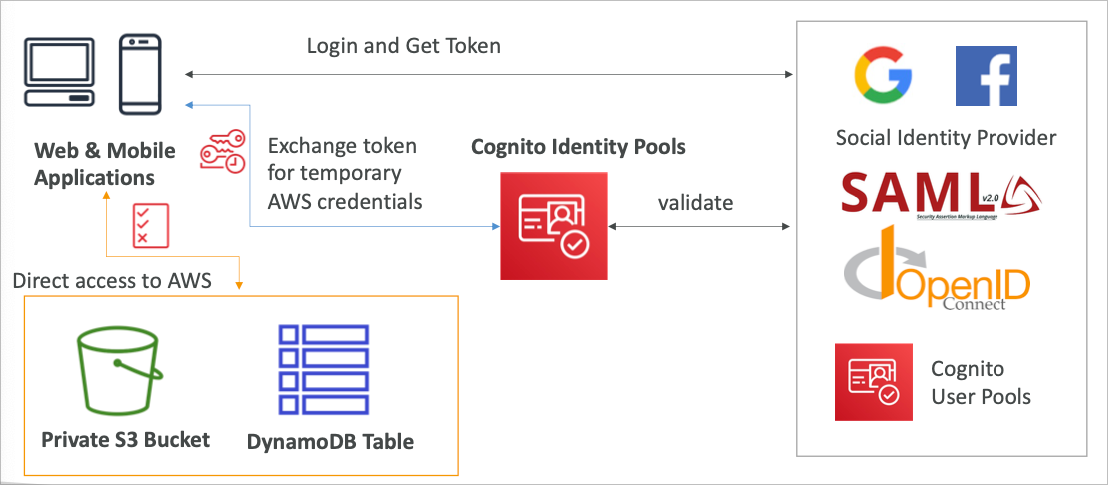 Login and Get Token
Social Identity Provider
Web & Mobile
Applications
Exchange token
for temporary
AWS credentials
Cognito Identity Pools
validate
SAML v2.0
Security Assertion Markup Language
OpenID
Connect
Direct access to AWS
Private S3 Bucket
DynamoDB Table
Cognito
User Pools